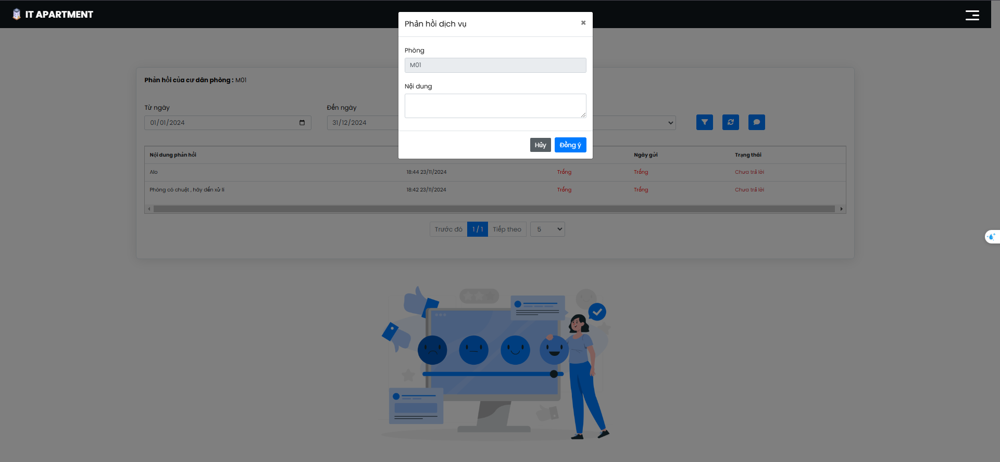 IT APARTMENT
Phản hồi dịch vụ
×
Phòng
M01
Nội dung
Hủy
Đồng ý
Phản hồi của cư dân phòng : M01
Từ ngày
Đến ngày
01/01/2024
31/12/2024
Nội dung phản hồi
Ngày gửi
Trạng thái
Alo
18:44 23/11/2024
Trống
Trống
Chưa trả lời
Phòng có chuột , hãy đến xử lí
18:42 23/11/2024
Trống
Trống
Chưa trả lời
Trước đó
1 / 1
Tiếp theo
5